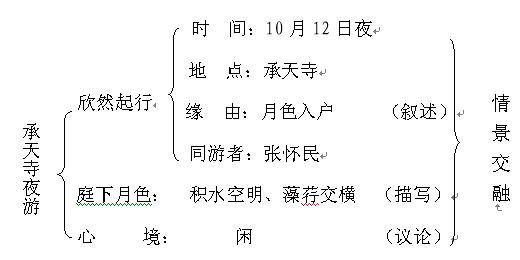 承天寺夜游
欣然起行
时 间：10月12日夜
地 点：承天寺
缘 由：月色入户 （叙述）
同游者：张怀民
庭下月色： 积水空明、藻荇交横 （描写）
心 境： 闲 （议论）
情景交融